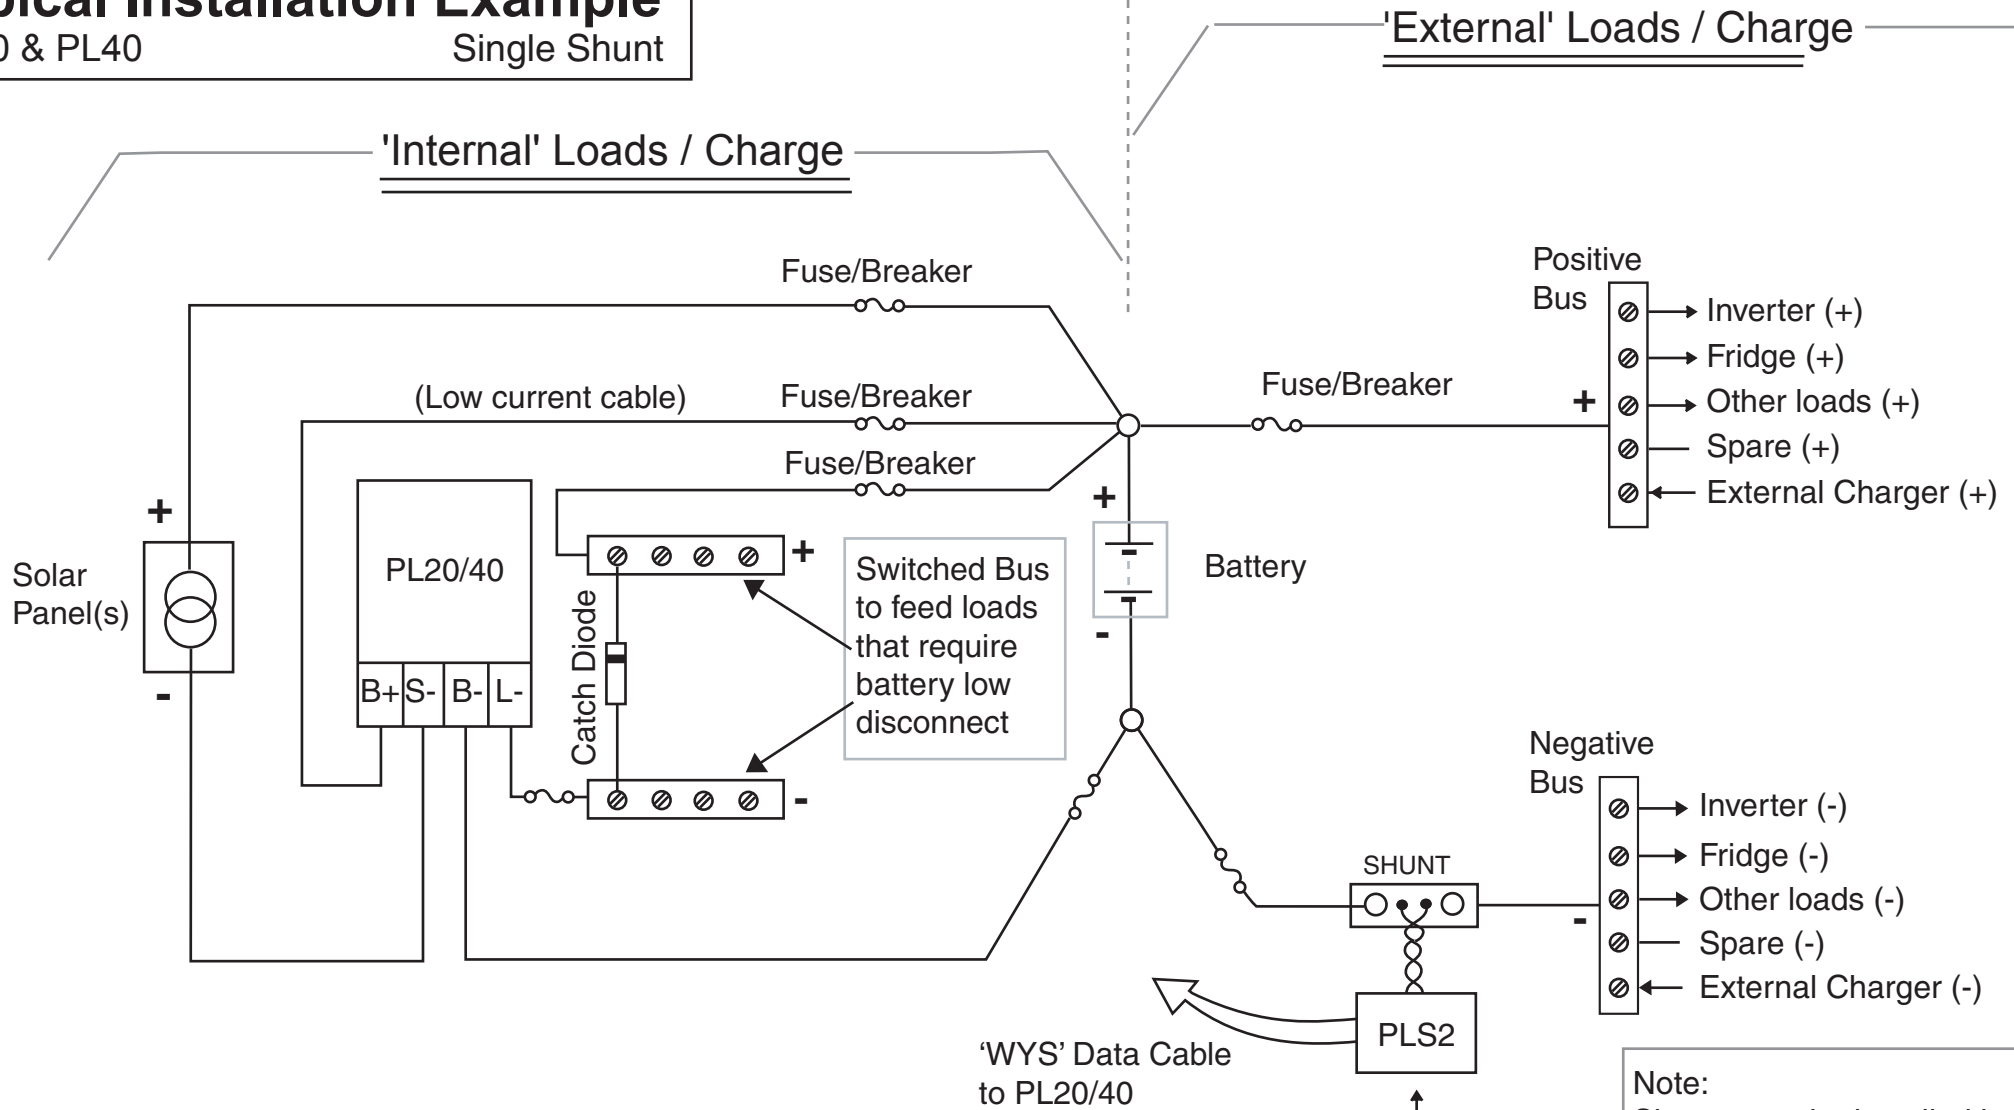 Installation Example
& PL40 Single Shunt
'External' Loads / Charge
'Internal' Loads / Charge
Fuse/Breaker
(Low current cable)
Fuse/Breaker
Fuse/Breaker
Fuse/Breaker
Positive
Bus
+
Inverter (+)
Fridge (+)
Other loads (+)
Spare (+)
External Charger (+)
+
Solar
Panel(s)
-
PL20/40
B+ S- B- L-
Catch Diode
+
-
Switched Bus
to feed loads
that require
battery low
disconnect
+
Battery
-
Negative
Bus
-
Inverter (-)
Fridge (-)
Other loads (-)
Spare (-)
External Charger (-)
SHUNT
PLS2
‘WYS’ Data Cable
to PL20/40
Note: